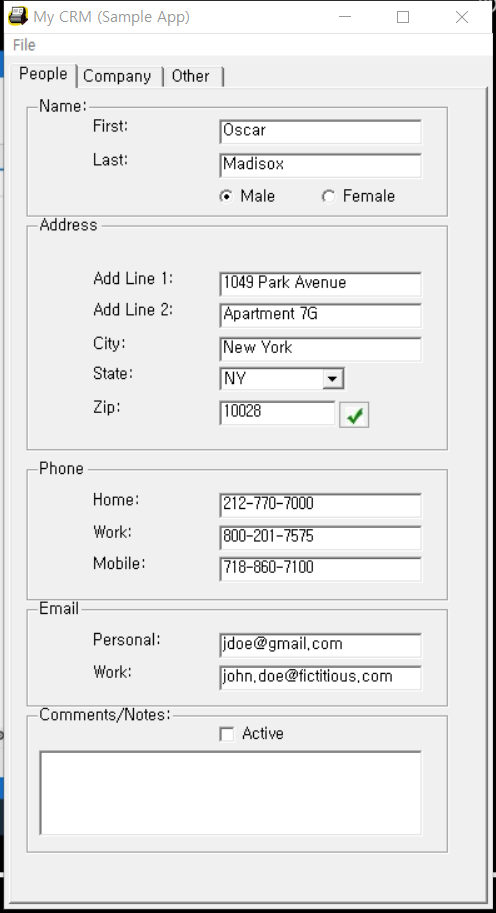 My CRM (Sample App)
File
People Company Other
Name:
First: Oscar
Last: Madisox
Male Female
Address
Add Line 1: 1049 Park Avenue
Add Line 2: Apartment 7G
City: New York
State: NY
Zip: 10028
Phone
Home: 212-770-7000
Work: 800-201-7575
Mobile: 718-860-7100
Email
Personal: jdoe@gmail.com
Work: john.doe@fictitious.com
Comments/Notes:
Active